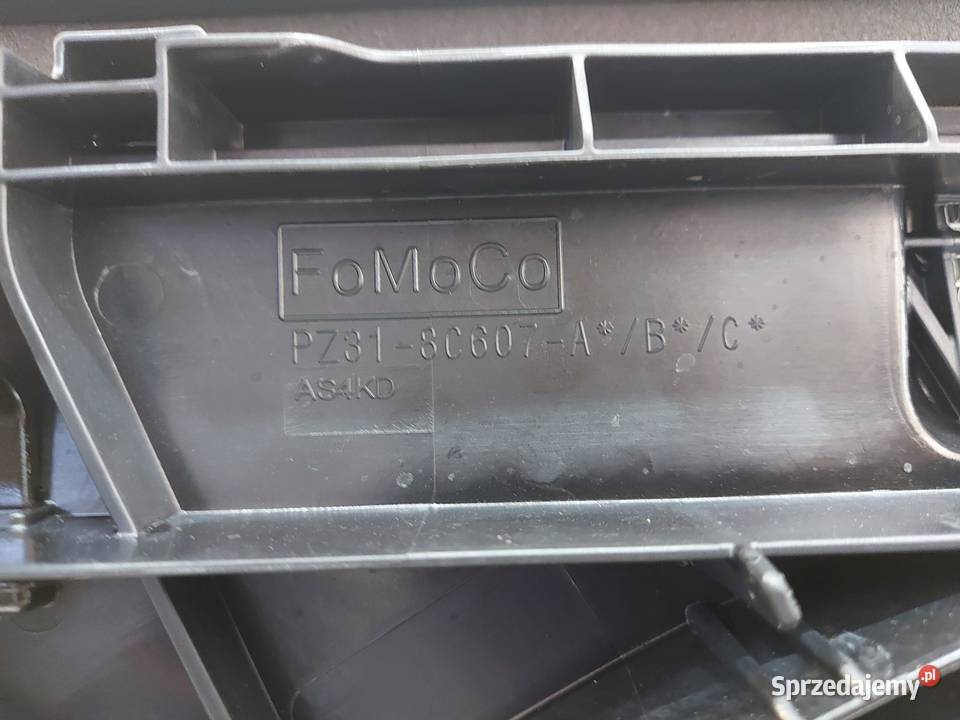 FoMoCo
PZ31-8C607-A*/B*/C*
AS4KD
Sprzedajemy.pl